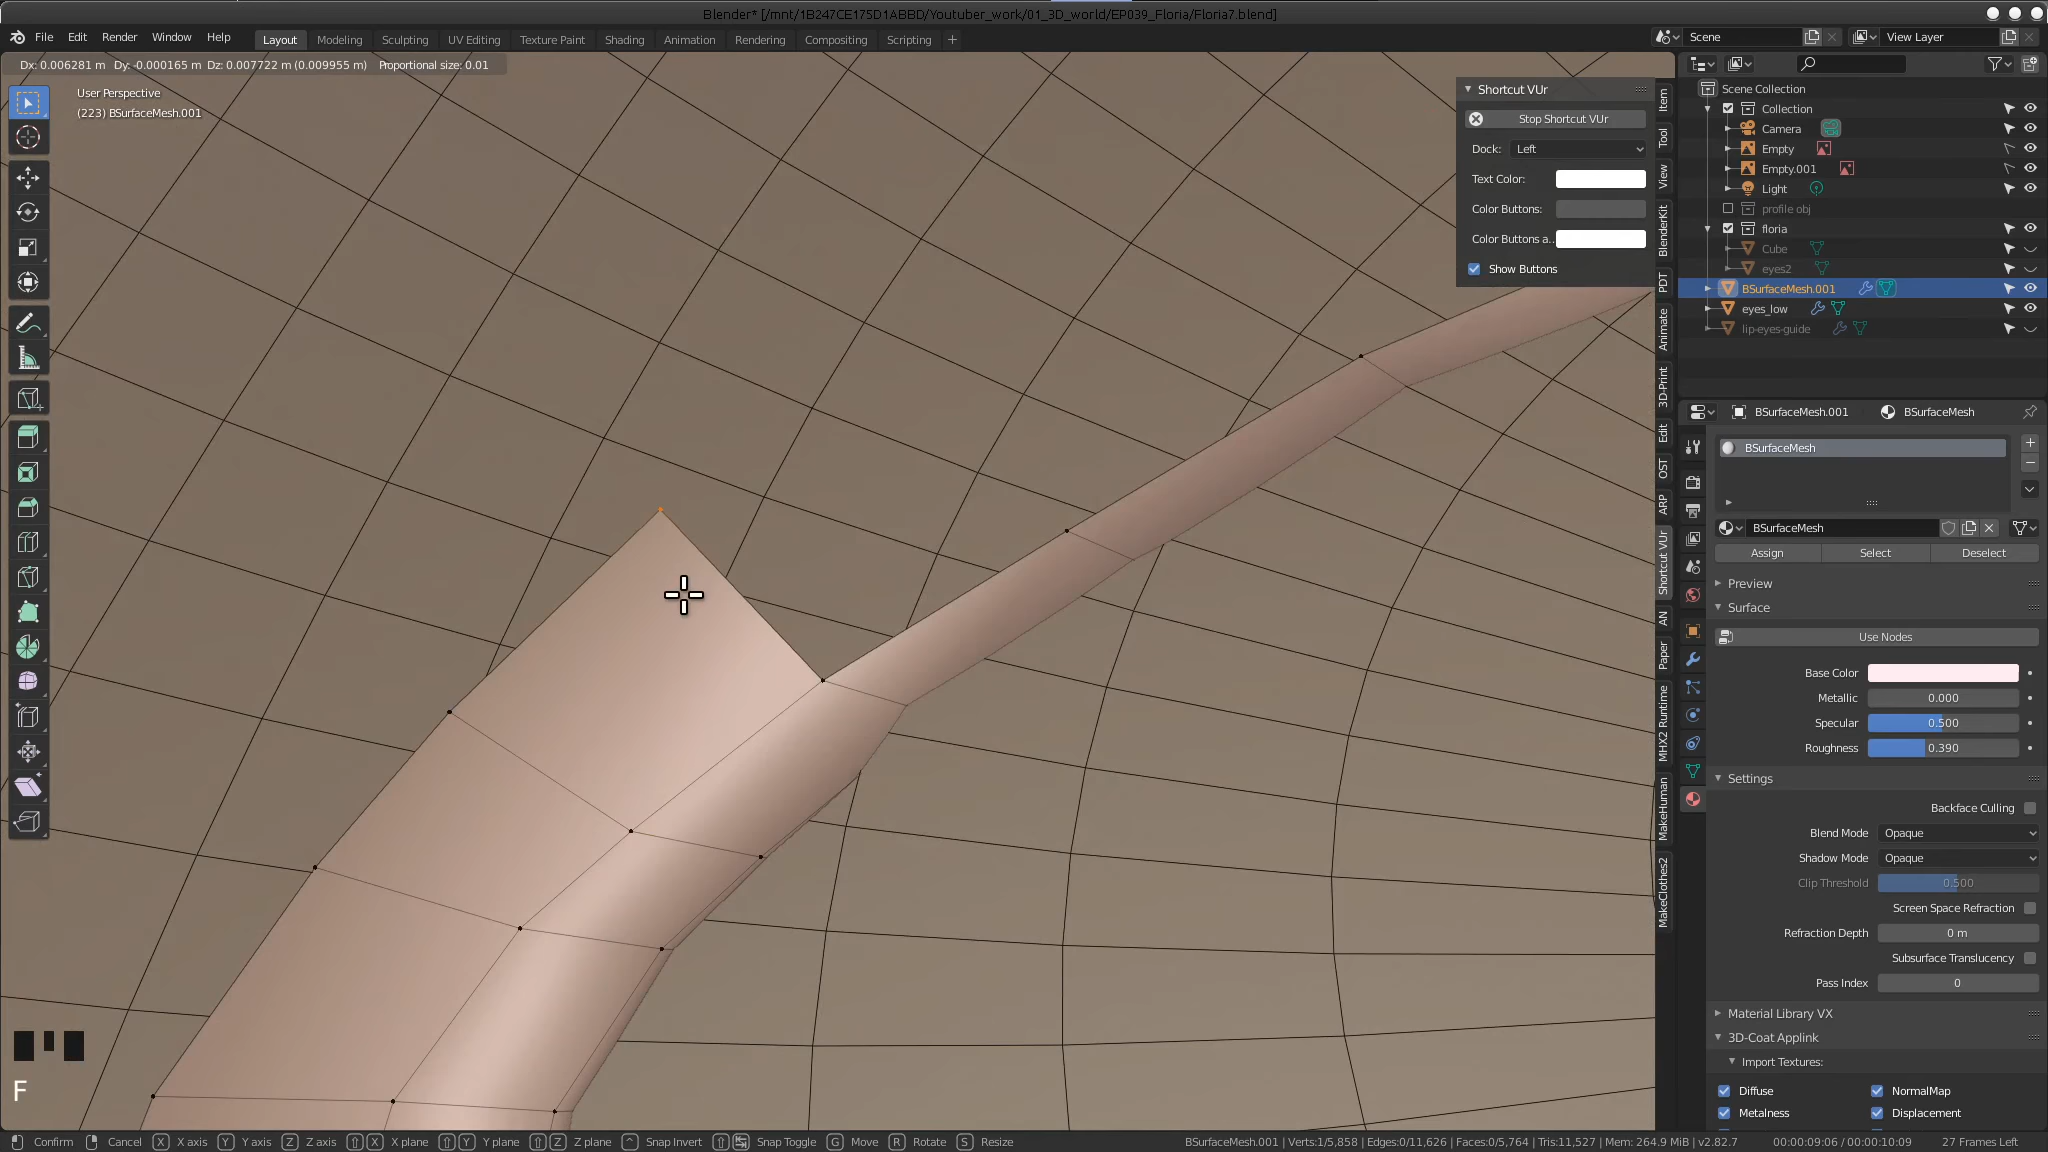 Blender* [/mnt/1B247CE175D1ABBD/Youtuber_work/01_3D_world/EP039_Floria/Floria7.blend]
File Edit Render Window Help Layout Modeling Sculpting UV Editing Texture Paint Shading Animation Rendering Compositing Scripting + Scene View Layer
Dx: 0.006281 m Dy: -0.000165 m Dz: 0.007722 m (0.009955 m) Proportional size: 0.01
User Perspective
(223) BSurfaceMesh.001
Shortcut VUr
Stop Shortcut VUr
Dock: Left
Text Color:
Color Buttons:
Color Buttons a..
Show Buttons
Item
Tool
View
BlenderKit
PDT
Animate
3D-Print
Edit
OST
ARP
Shortcut VUr
AN
Paper
MHX2 Runtime
MakeHuman
MakeClothes2
Scene Collection
Collection
Camera
Empty
Empty.001
Light
profile obj
floria
Cube
eyes2
BSurfaceMesh.001
eyes_low
lip-eyes-guide
BSurfaceMesh.001 BSurfaceMesh
BSurfaceMesh
BSurfaceMesh
Assign Select Deselect
Preview
Surface
Use Nodes
Base Color
Metallic 0.000
Specular 0.500
Roughness 0.390
Settings
Backface Culling
Blend Mode Opaque
Shadow Mode Opaque
Clip Threshold 0.500
Screen Space Refraction
Refraction Depth 0 m
Subsurface Translucency
Pass Index 0
Material Library VX
3D-Coat Applink
Import Textures:
Diffuse NormalMap
Metalness Displacement
F
Confirm Cancel X X axis Y Y axis Z Z axis X X plane Y Y plane Z Z plane Snap Invert Snap Toggle G Move R Rotate S Resize BSurfaceMesh.001 | Verts:1/5,858 | Edges:0/11,626 | Faces:0/5,764 | Tris:11,527 | Mem: 264.9 MiB | v2.82.7 00:00:09:06 / 00:00:10:09 27 Frames Left